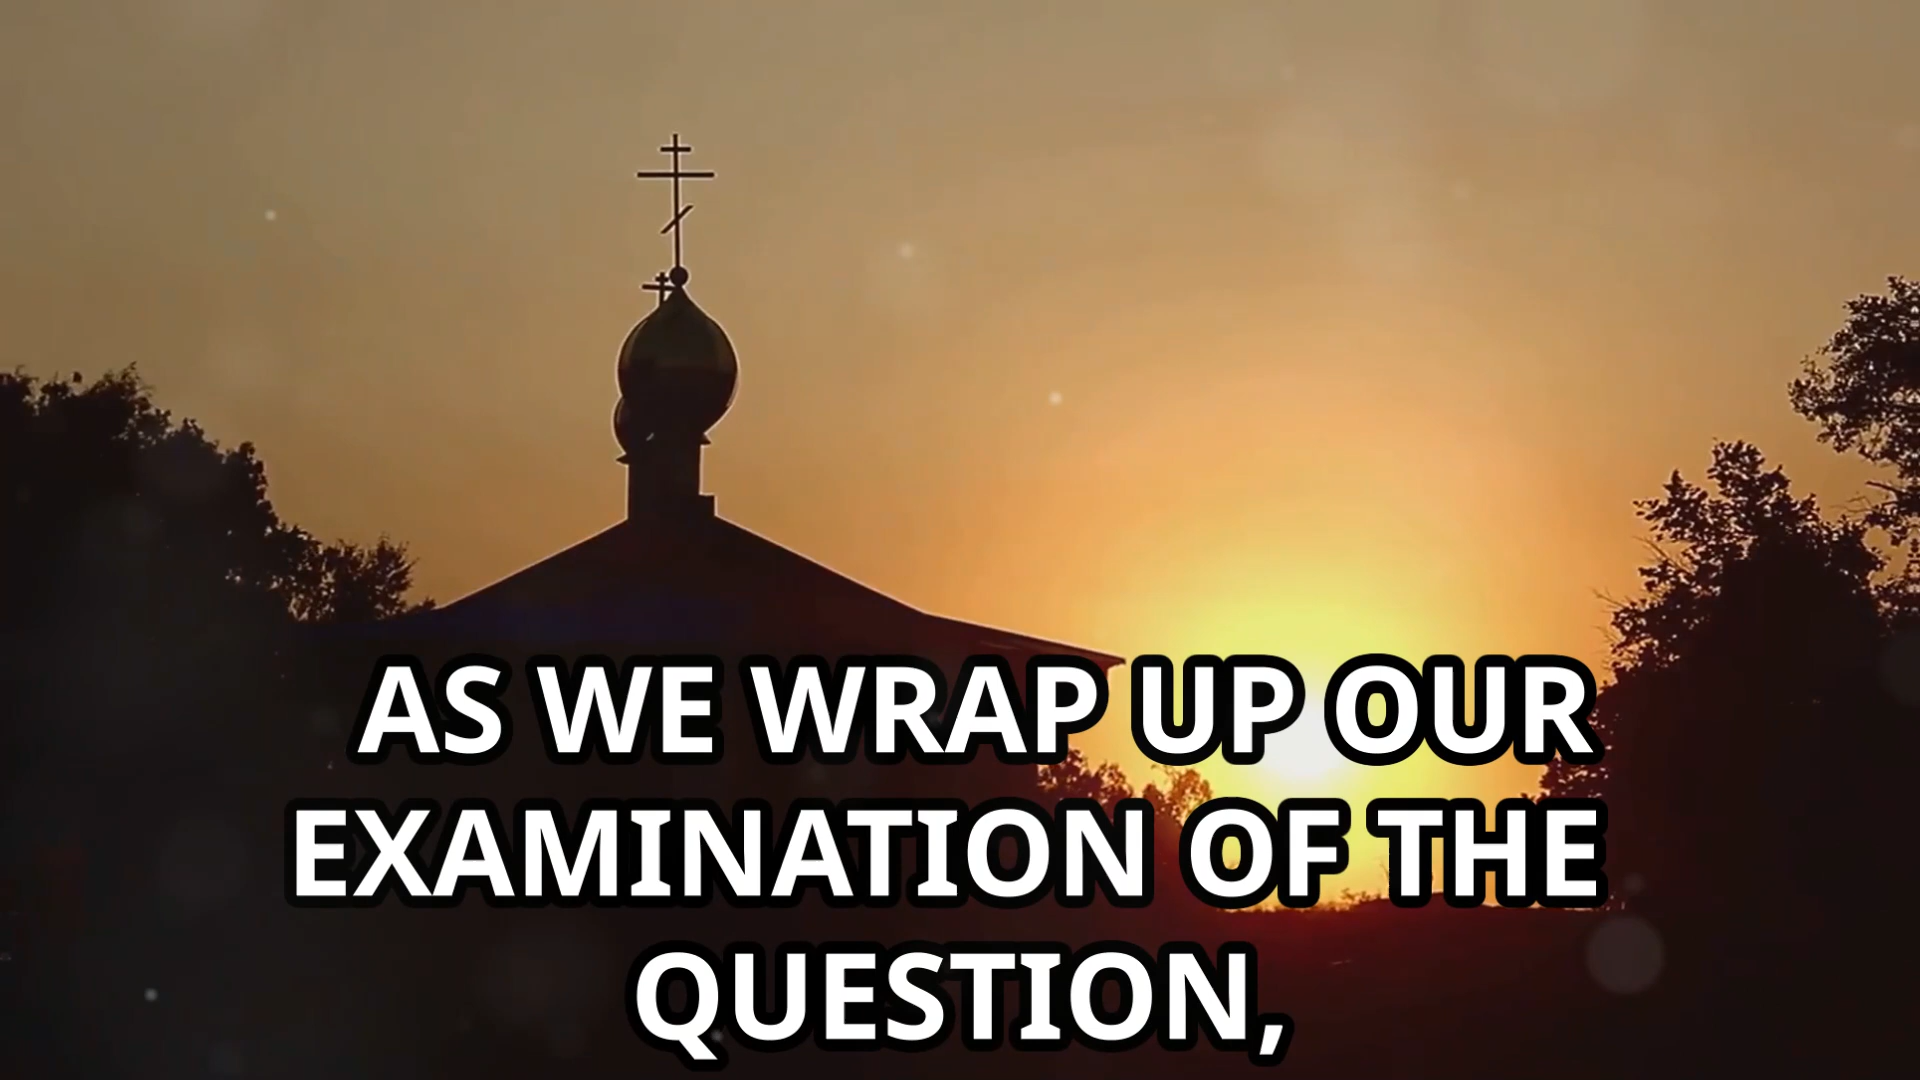 AS WE WRAP UP OUR
EXAMINATION OF THE
QUESTION,